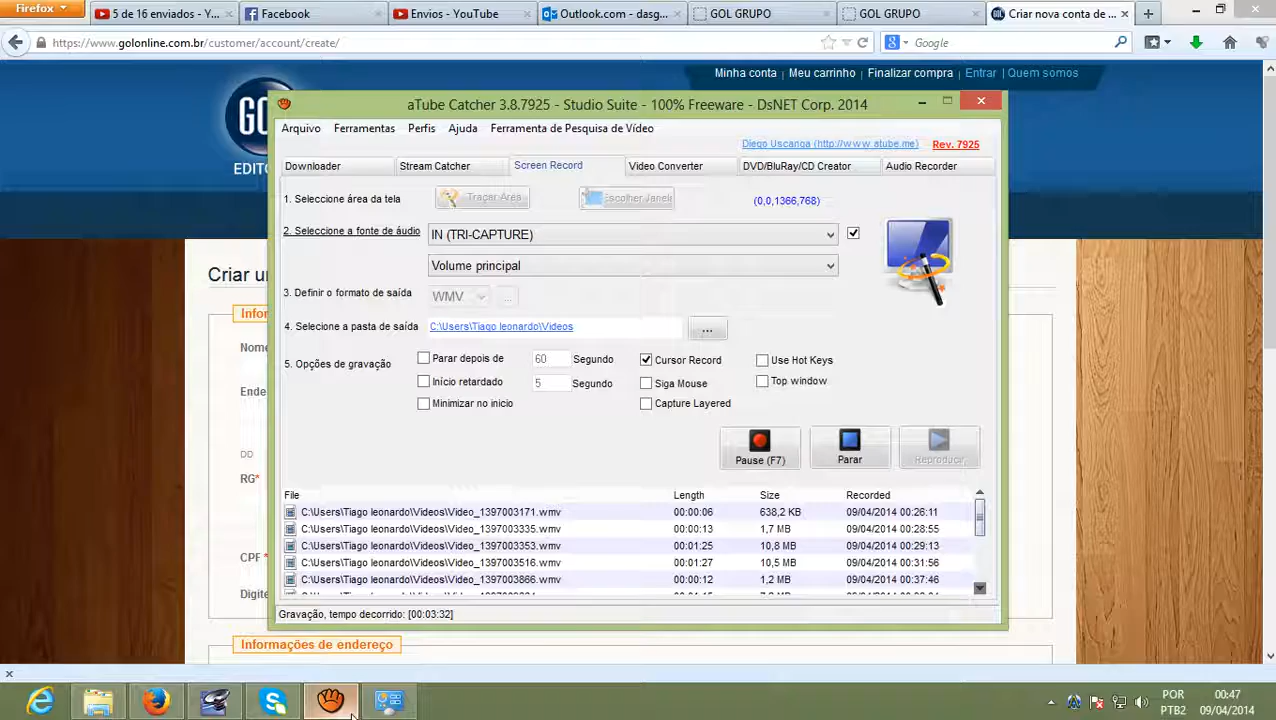 Firefox
5 de 16 enviados - Y...
Facebook
Envios - YouTube
Outlook.com - dasg...
GOL GRUPO
GOL GRUPO
Criar nova conta de ...
https://www.golonline.com.br/customer/account/create/
Google
Minha conta | Meu carrinho | Finalizar compra | Entrar | Quem somos
EDIT
aTube Catcher 3.8.7925 - Studio Suite - 100% Freeware - DsNET Corp. 2014
Arquivo Ferramentas Perfis Ajuda Ferramenta de Pesquisa de Vídeo
Diego Uscanga (http://www.atube.me) Rev. 7925
Downloader Stream Catcher Screen Record Video Converter DVD/BluRay/CD Creator Audio Recorder
1. Seleccione área da tela Traçar Área Escolher Janela (0,0,1366,768)
2. Seleccione a fonte de áudio IN (TRI-CAPTURE)
Volume principal
3. Definir o formato de saída WMV ...
4. Selecione a pasta de saída C:\Users\Tiago leonardo\Videos ...
5. Opções de gravação
Parar depois de 60 Segundo Cursor Record Use Hot Keys
Início retardado 5 Segundo Siga Mouse Top window
Minimizar no inicio Capture Layered
Pause (F7) Parar Reproducir
File Length Size Recorded
C:\Users\Tiago leonardo\Videos\Video_1397003171.wmv 00:00:06 638,2 KB 09/04/2014 00:26:11
C:\Users\Tiago leonardo\Videos\Video_1397003335.wmv 00:00:13 1,7 MB 09/04/2014 00:28:55
C:\Users\Tiago leonardo\Videos\Video_1397003353.wmv 00:01:25 10,8 MB 09/04/2014 00:29:13
C:\Users\Tiago leonardo\Videos\Video_1397003516.wmv 00:01:27 10,5 MB 09/04/2014 00:31:56
C:\Users\Tiago leonardo\Videos\Video_1397003866.wmv 00:00:12 1,2 MB 09/04/2014 00:37:46
Gravação, tempo decorrido: [00:03:32]
Criar u
Infor
Nome
Ende
DD
RG*
CPF *
Digite
Informações de endereço
POR
PTB2
00:47
09/04/2014